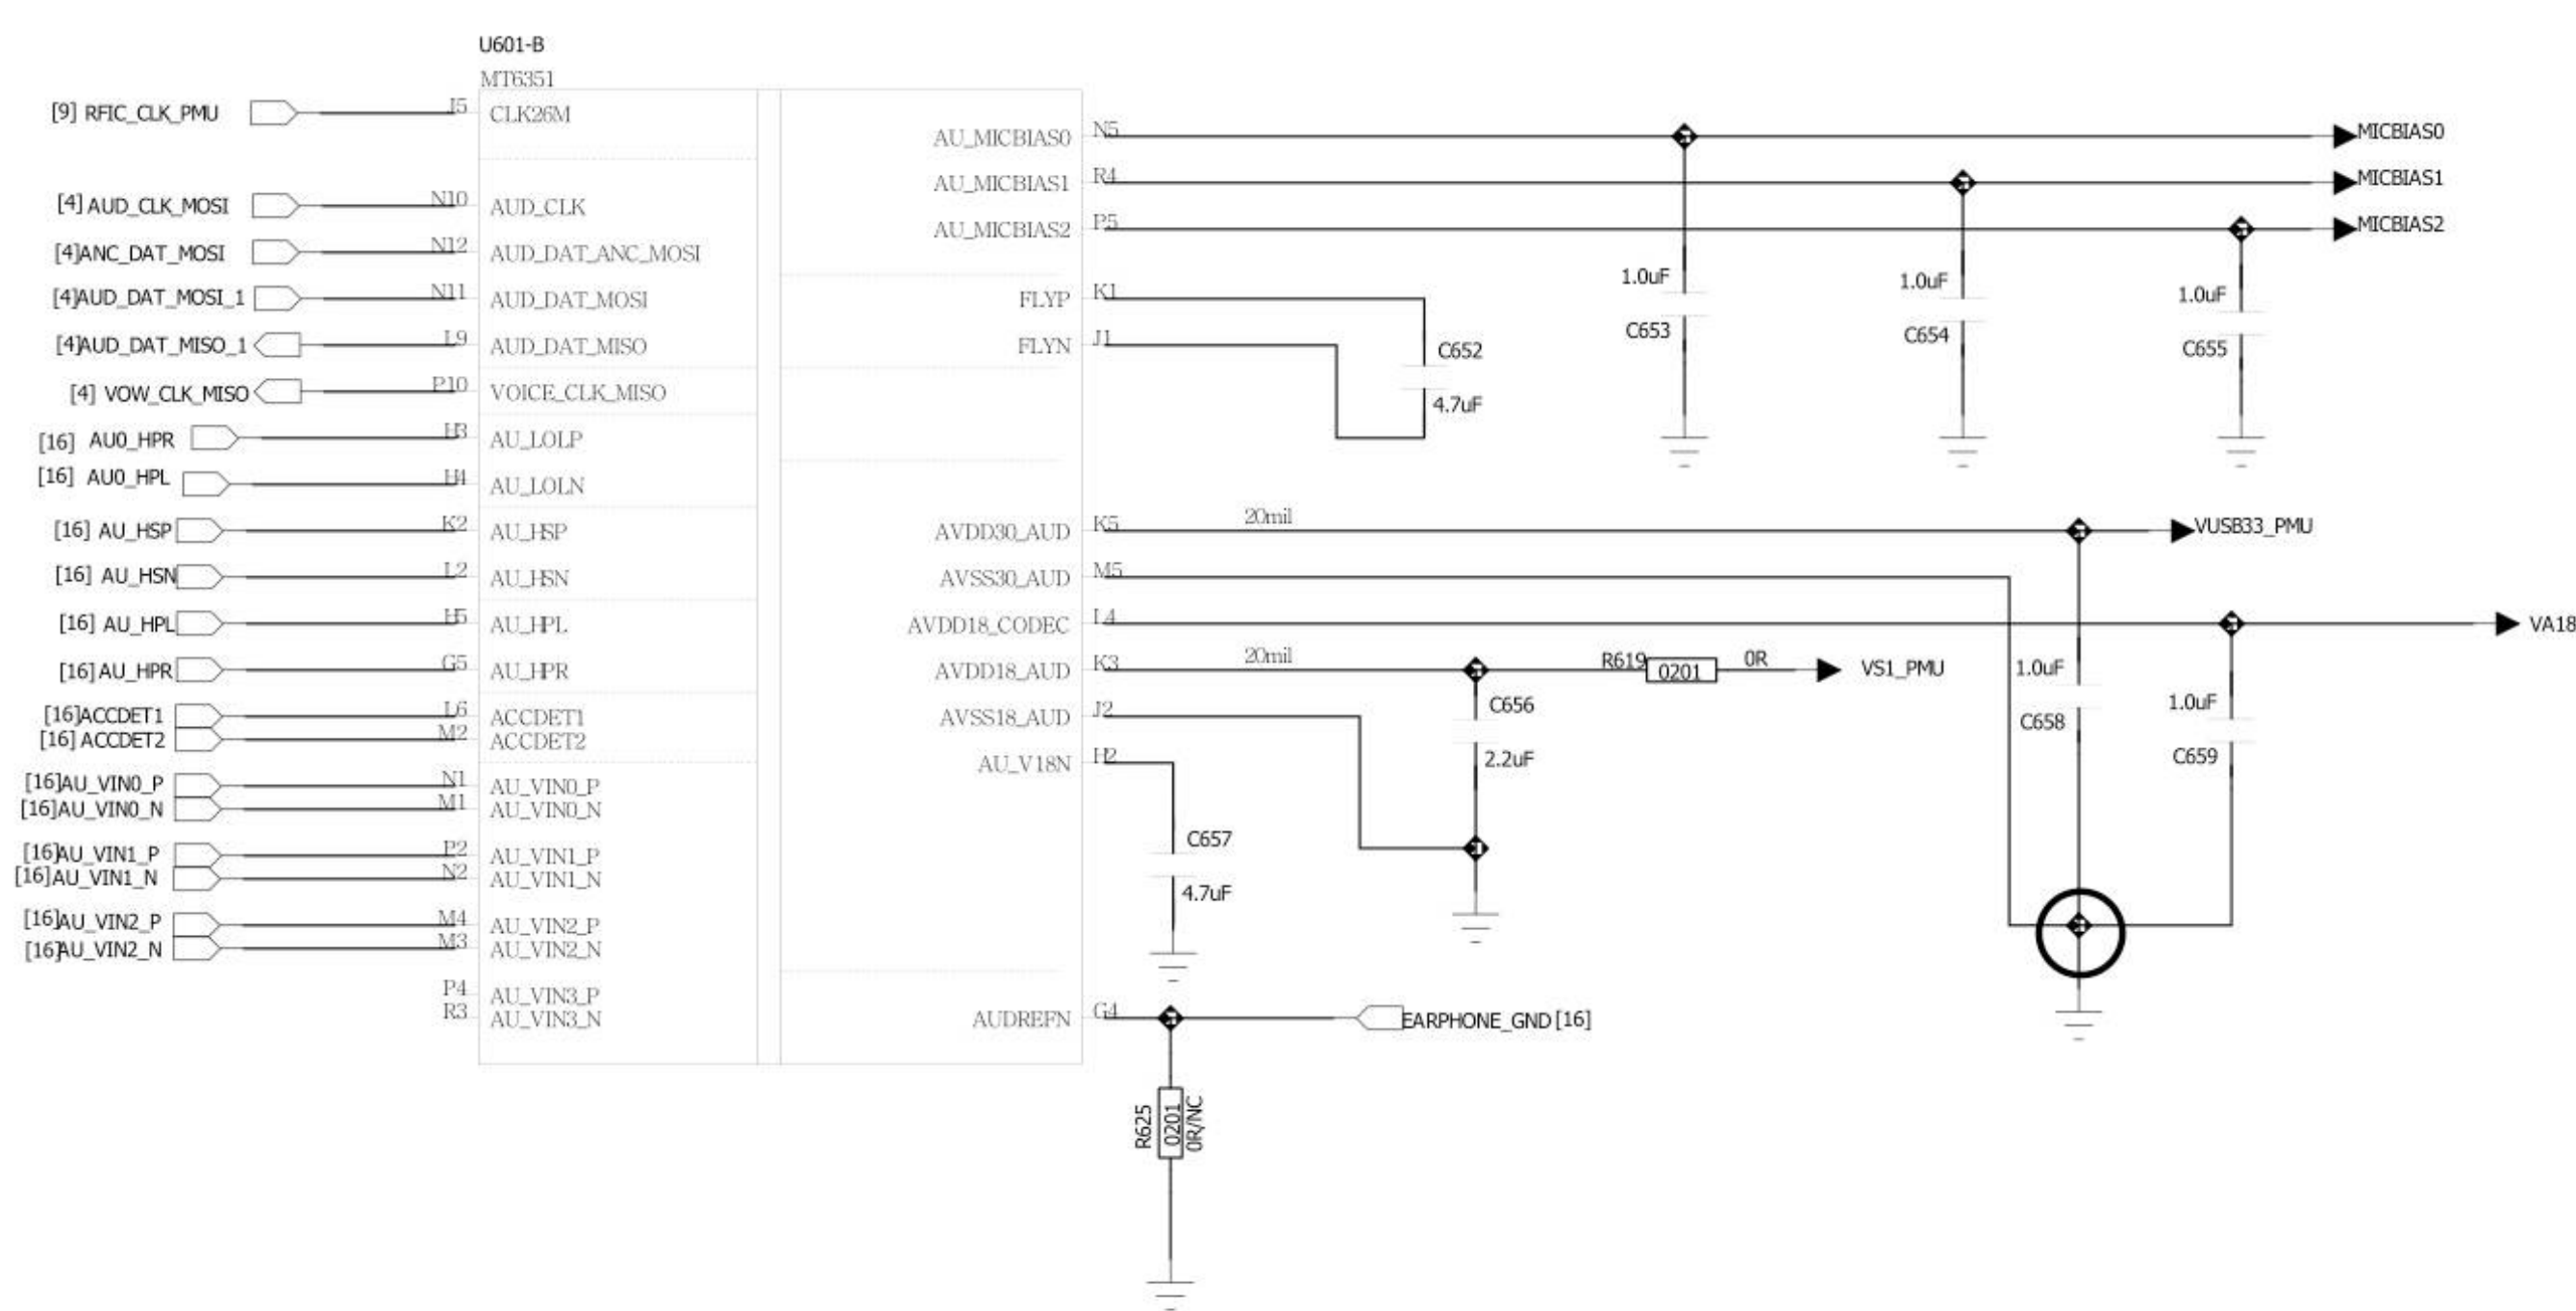 U601-B
MT6351
[9] RFIC_CLK_PMU J5 CLK26M
[4] AUD_CLK_MOSI N10 AUD_CLK
[4]ANC_DAT_MOSI N12 AUD_DAT_ANC_MOSI
[4]AUD_DAT_MOSI_1 N11 AUD_DAT_MOSI
[4]AUD_DAT_MISO_1 L9 AUD_DAT_MISO
[4] VOW_CLK_MISO P10 VOICE_CLK_MISO
[16] AU0_HPR H3 AU_LOLP
[16] AU0_HPL H4 AU_LOLN
[16] AU_HSP K2 AU_HSP
[16] AU_HSN L2 AU_HSN
[16] AU_HPL H5 AU_HPL
[16] AU_HPR G5 AU_HPR
[16]ACCDET1 L6 ACCDET1
[16] ACCDET2 M2 ACCDET2
[16]AU_VIN0_P N1 AU_VIN0_P
[16]AU_VIN0_N M1 AU_VIN0_N
[16]AU_VIN1_P P2 AU_VIN1_P
[16]AU_VIN1_N N2 AU_VIN1_N
[16]AU_VIN2_P M4 AU_VIN2_P
[16]AU_VIN2_N M3 AU_VIN2_N
P4 AU_VIN3_P
R3 AU_VIN3_N
AU_MICBIAS0 N5 MICBIAS0
AU_MICBIAS1 R4 MICBIAS1
AU_MICBIAS2 P5 MICBIAS2
1.0uF
C653
1.0uF
C654
1.0uF
C655
FLYP K1
FLYN J1
C652
4.7uF
AVDD30_AUD K5 20mil VUSB33_PMU
AVSS30_AUD M5
AVDD18_CODEC L4 VA18
AVDD18_AUD K3 20mil R619 0201 0R VS1_PMU
AVSS18_AUD J2
AU_V18N H2
C656
2.2uF
1.0uF
C658
1.0uF
C659
C657
4.7uF
AUDREFN G4 EARPHONE_GND [16]
R625
0201
0R/NC